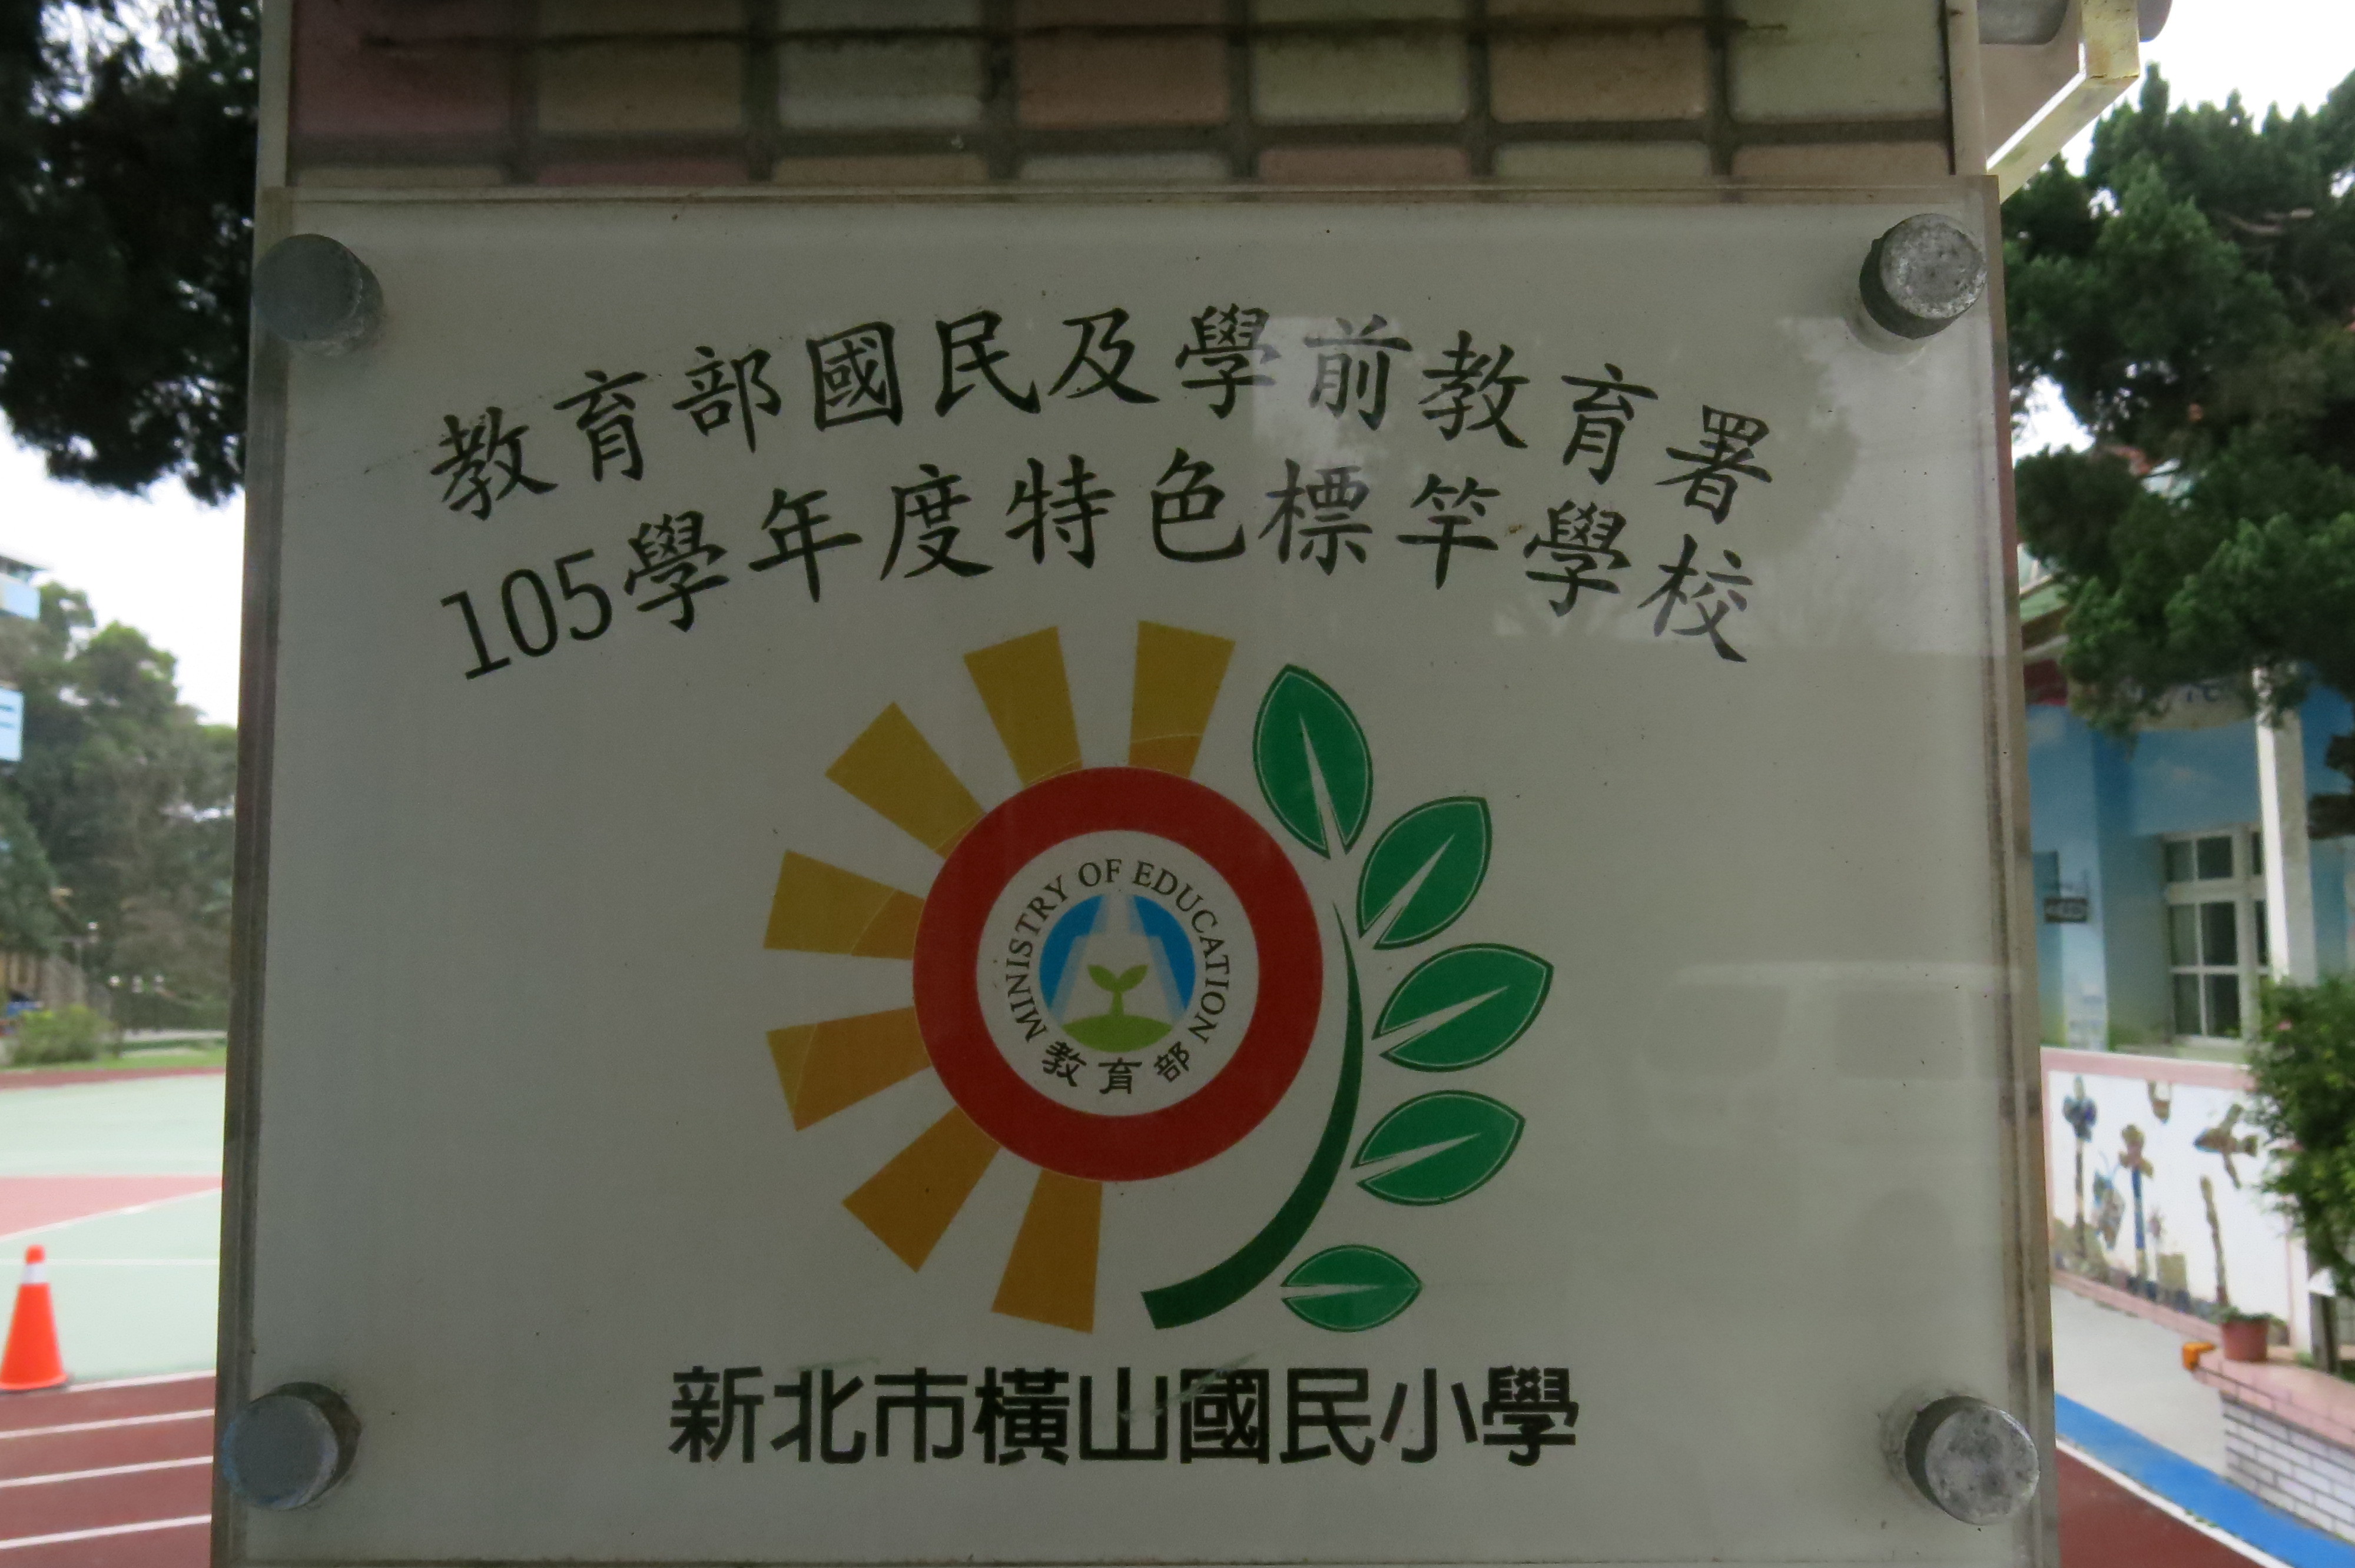 教育部國民及學前教育署
105學年度特色標竿學校
MINISTRY OF EDUCATION
教育部
新北市橫山國民小學